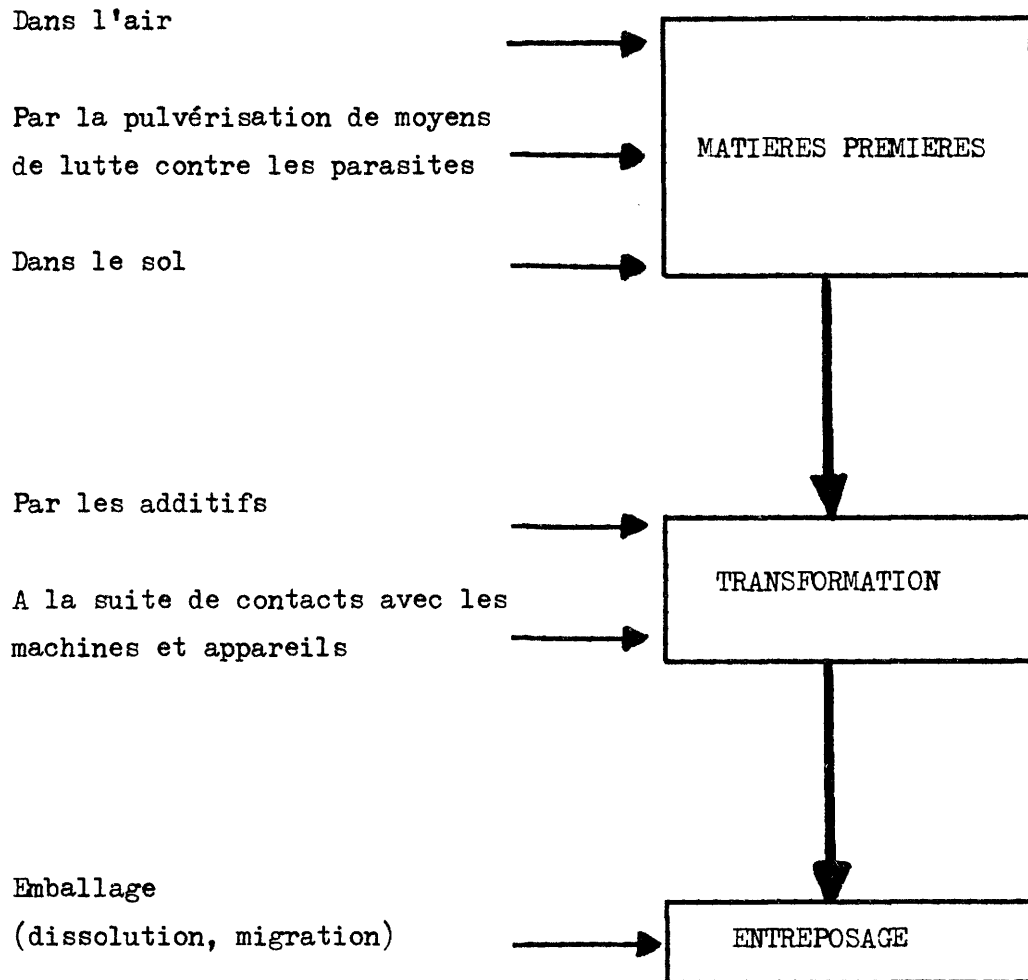 Dans l'air
Par la pulvérisation de moyens
de lutte contre les parasites
MATIERES PREMIERES
Dans le sol
Par les additifs
TRANSFORMATION
A la suite de contacts avec les
machines et appareils
Emballage
(dissolution, migration)
ENTREPOSAGE